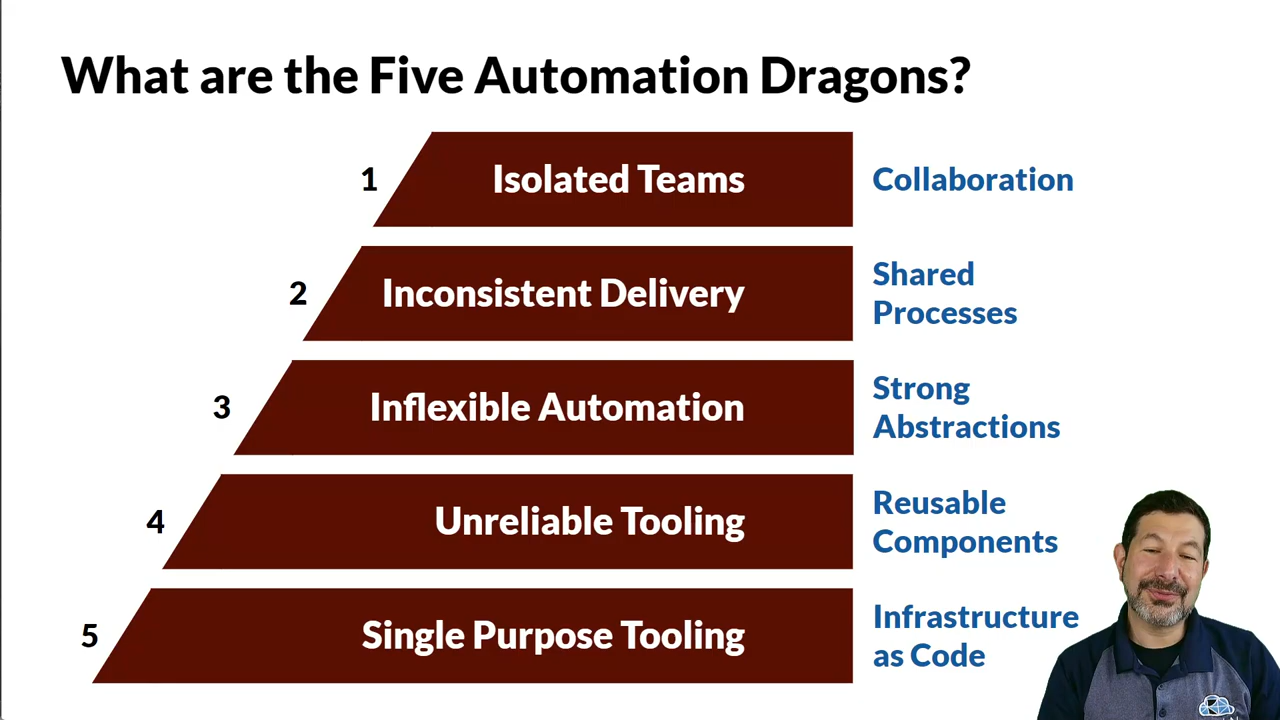 What are the Five Automation Dragons?
1
Isolated Teams
Collaboration
2
Inconsistent Delivery
Shared
Processes
3
Inflexible Automation
Strong
Abstractions
4
Unreliable Tooling
Reusable
Components
5
Single Purpose Tooling
Infrastructure
as Code